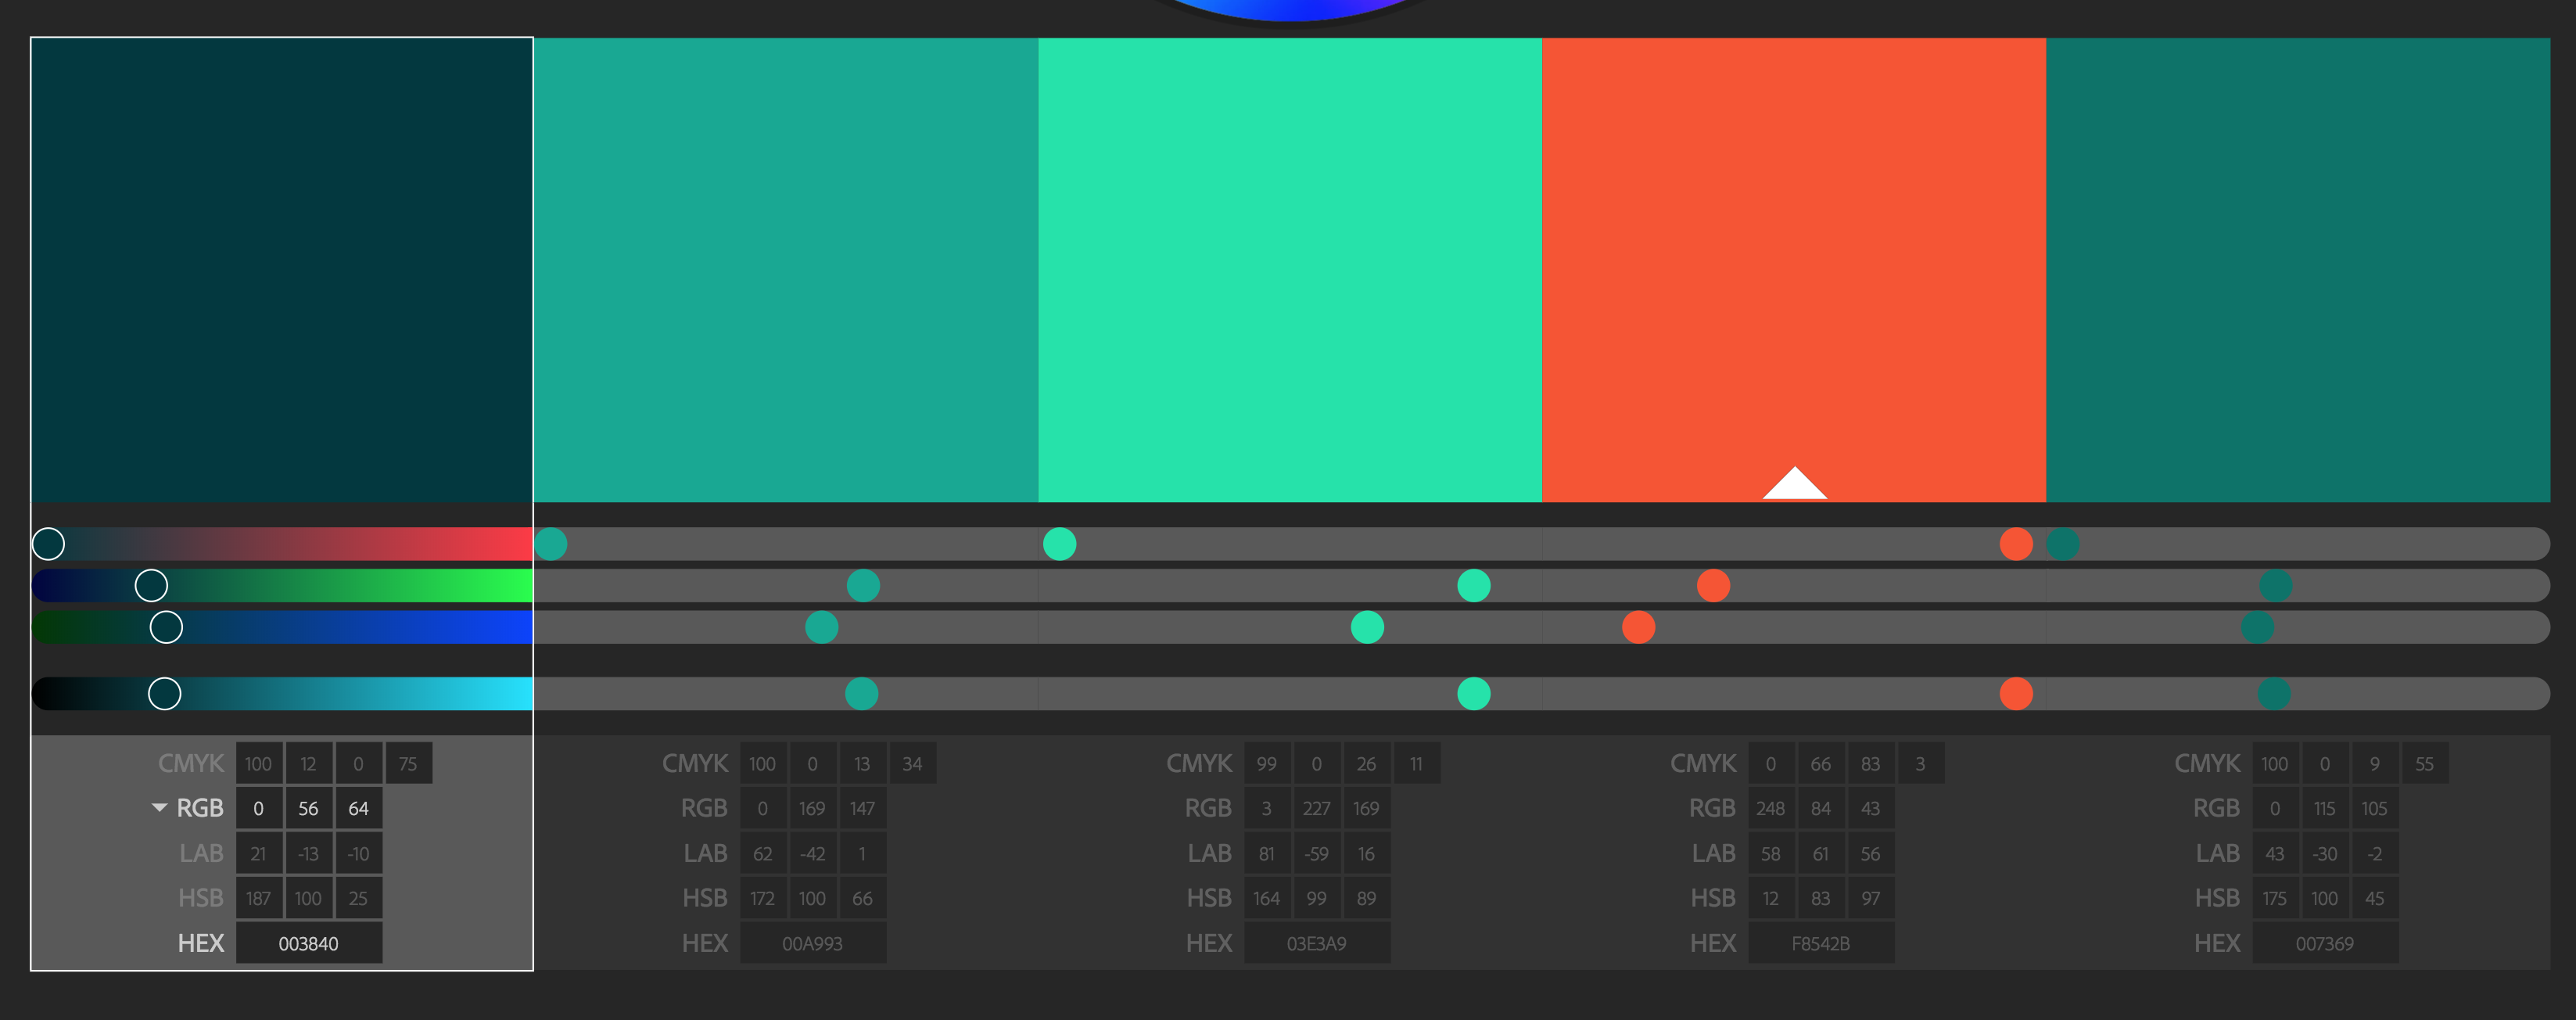 CMYK 100 12 0 75 CMYK 100 0 13 34 CMYK 99 0 26 11 CMYK 0 66 83 3 CMYK 100 0 9 55
RGB 0 56 64 RGB 0 169 147 RGB 3 227 169 RGB 248 84 43 RGB 0 115 105
LAB 21 -13 -10 LAB 62 -42 1 LAB 81 -59 16 LAB 58 61 56 LAB 43 -30 -2
HSB 187 100 25 HSB 172 100 66 HSB 164 99 89 HSB 12 83 97 HSB 175 100 45
HEX 003840 HEX 00A993 HEX 03E3A9 HEX F8542B HEX 007369